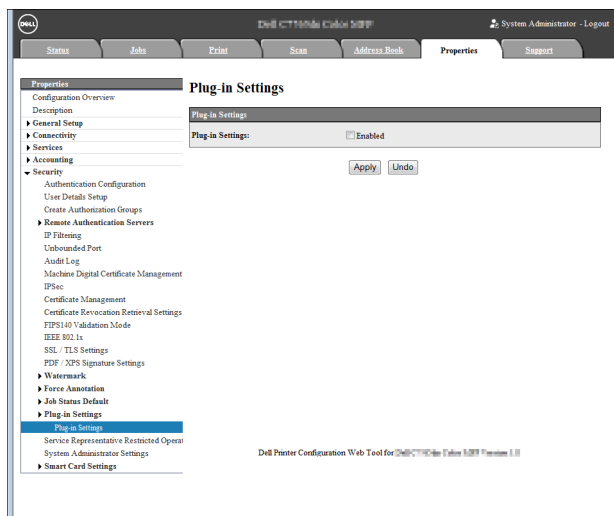 DELL
System Administrator - Logout
Status
Jobs
Print
Scan
Address Book
Properties
Support
Properties
Configuration Overview
Description
General Setup
Connectivity
Services
Accounting
Security
Authentication Configuration
User Details Setup
Create Authorization Groups
Remote Authentication Servers
IP Filtering
Unbounded Port
Audit Log
Machine Digital Certificate Management
IPSec
Certificate Management
Certificate Revocation Retrieval Settings
FIPS140 Validation Mode
IEEE 802.1x
SSL / TLS Settings
PDF / XPS Signature Settings
Watermark
Force Annotation
Job Status Default
Plug-in Settings
Plug-in Settings
Service Representative Restricted Operat
System Administrator Settings
Smart Card Settings
Plug-in Settings
Plug-in Settings
Plug-in Settings:
Enabled
Apply
Undo
Dell Printer Configuration Web Tool for